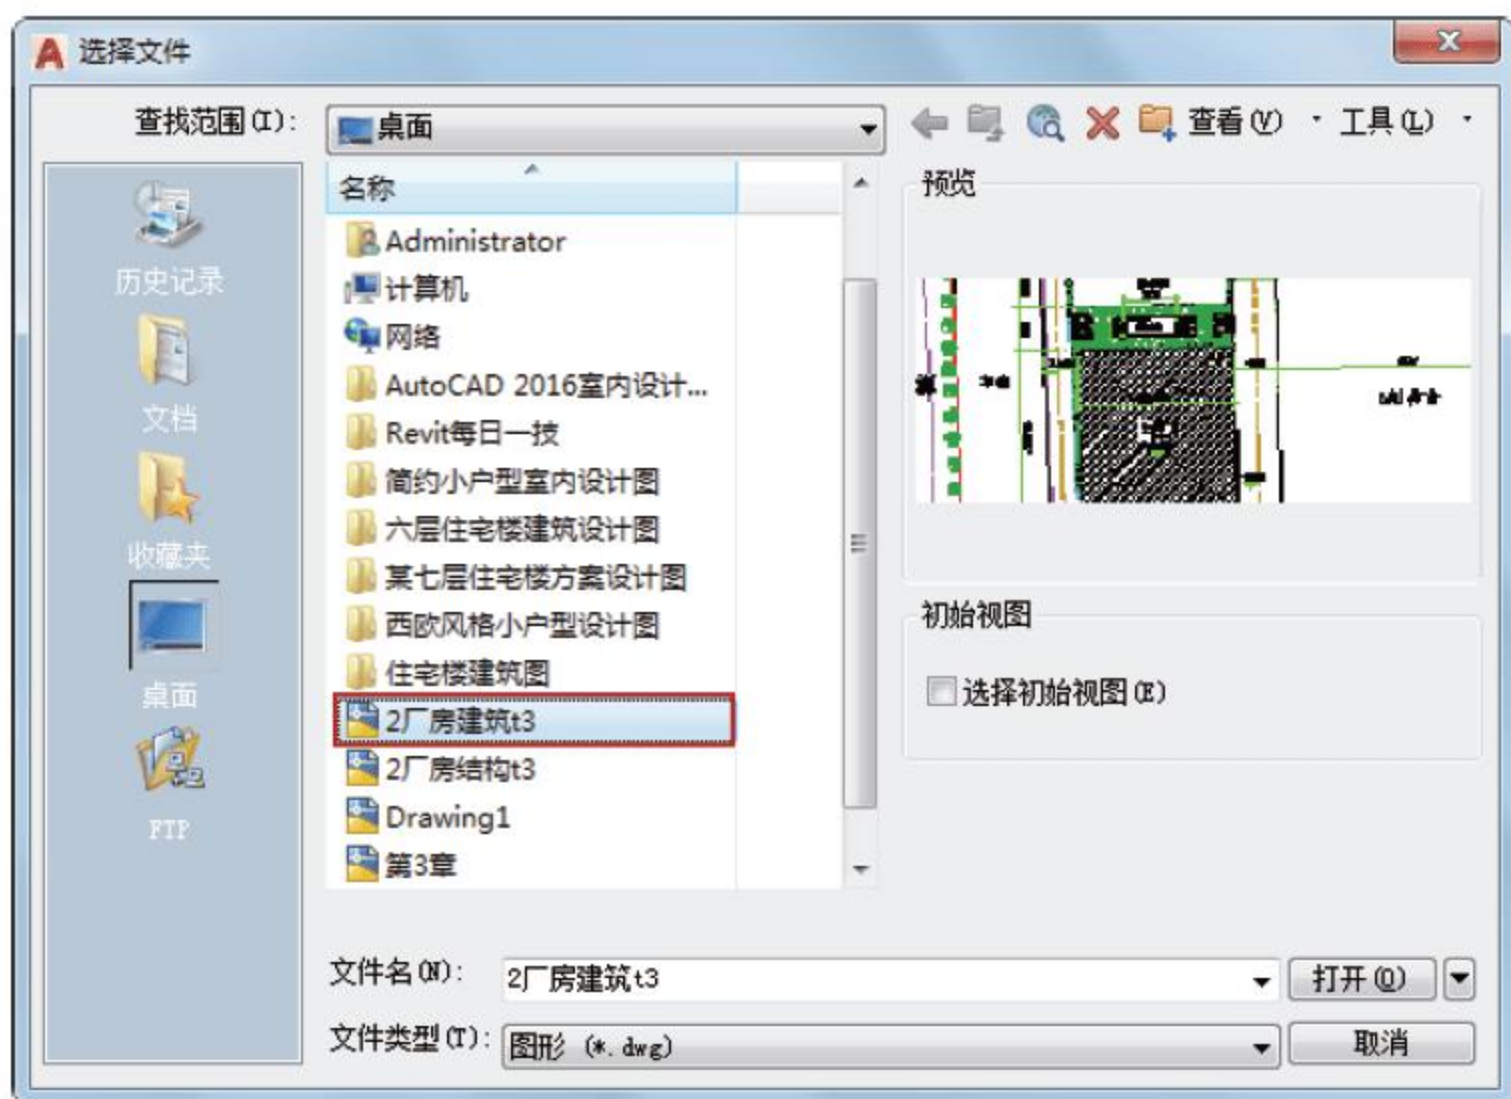 选择文件
查找范围(I):
桌面
查看(V)
工具(L)
历史记录
文档
收藏夹
桌面
FTP
名称
Administrator
计算机
网络
AutoCAD 2016室内设计...
Revit每日一技
简约小户型室内设计图
六层住宅楼建筑设计图
某七层住宅楼方案设计图
西欧风格小户型设计图
住宅楼建筑图
2厂房建筑t3
2厂房结构t3
Drawing1
第3章
预览
初始视图
选择初始视图(E)
文件名(N):
2厂房建筑t3
打开(O)
文件类型(T):
图形 (*.dwg)
取消